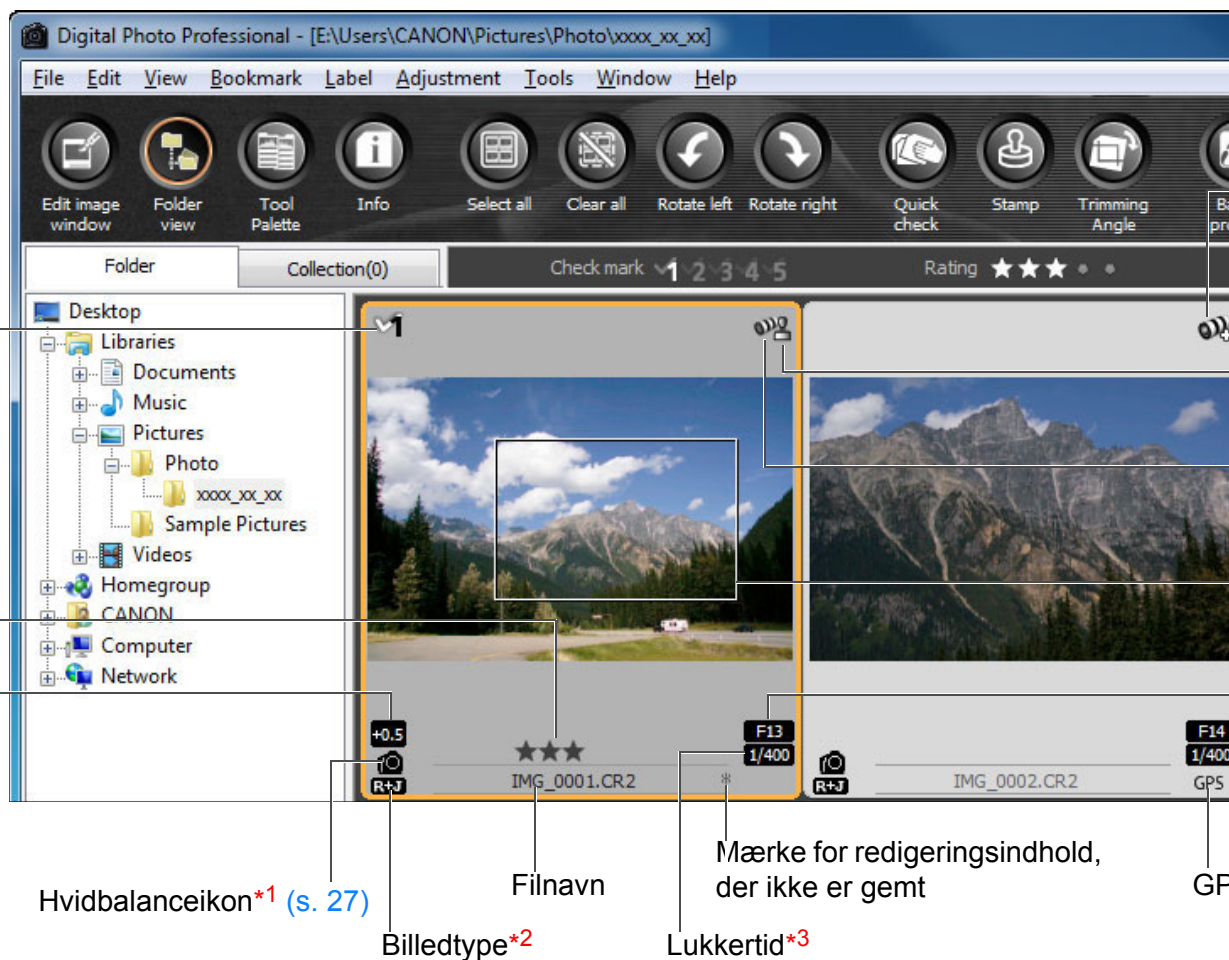 Digital Photo Professional - [E:\Users\CANON\Pictures\Photo\xxxx_xx_xx]
File Edit View Bookmark Label Adjustment Tools Window Help
Edit image window
Folder view
Tool Palette
Info
Select all
Clear all
Rotate left
Rotate right
Quick check
Stamp
Trimming Angle
Folder
Collection(0)
Check mark 1 2 3 4 5
Rating ★★★
Desktop
Libraries
Documents
Music
Pictures
Photo
xxxx_xx_xx
Sample Pictures
Videos
Homegroup
CANON
Computer
Network
1
+0.5
R+J
★★★
IMG_0001.CR2 *
F13
1/400
R+J
IMG_0002.CR2
F14
1/400
GPS
Mærke for redigeringsindhold,
der ikke er gemt
Filnavn
Hvidbalanceikon*1 (s. 27)
Billedtype*2
Lukkertid*3